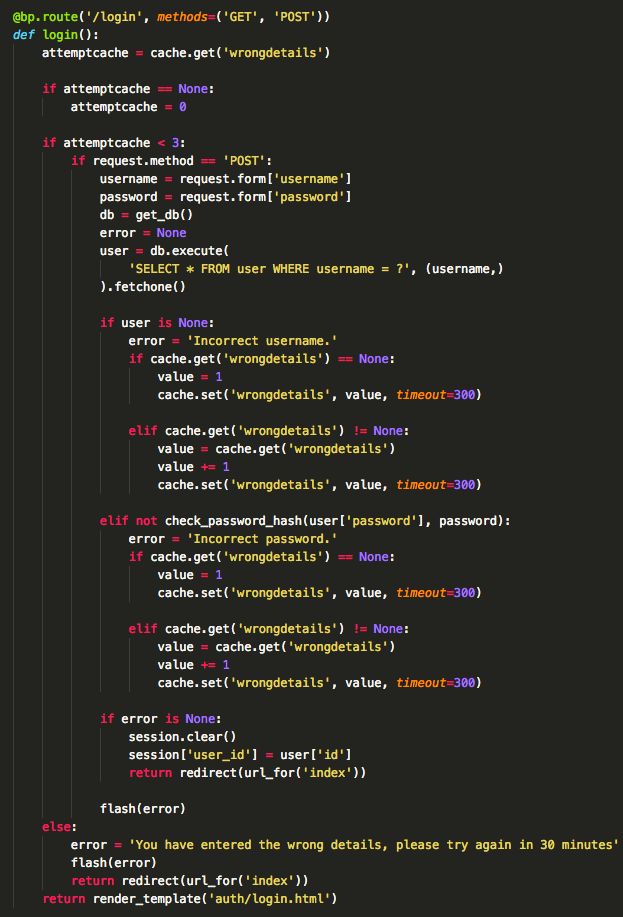 @bp.route('/login', methods=('GET', 'POST'))
def login():
    attemptcache = cache.get('wrongdetails')

    if attemptcache == None:
        attemptcache = 0

    if attemptcache < 3:
        if request.method == 'POST':
            username = request.form['username']
            password = request.form['password']
            db = get_db()
            error = None
            user = db.execute(
                'SELECT * FROM user WHERE username = ?', (username,)
            ).fetchone()

            if user is None:
                error = 'Incorrect username.'
                if cache.get('wrongdetails') == None:
                    value = 1
                    cache.set('wrongdetails', value, timeout=300)

                elif cache.get('wrongdetails') != None:
                    value = cache.get('wrongdetails')
                    value += 1
                    cache.set('wrongdetails', value, timeout=300)

            elif not check_password_hash(user['password'], password):
                error = 'Incorrect password.'
                if cache.get('wrongdetails') == None:
                    value = 1
                    cache.set('wrongdetails', value, timeout=300)

                elif cache.get('wrongdetails') != None:
                    value = cache.get('wrongdetails')
                    value += 1
                    cache.set('wrongdetails', value, timeout=300)

            if error is None:
                session.clear()
                session['user_id'] = user['id']
                return redirect(url_for('index'))

            flash(error)
    else:
        error = 'You have entered the wrong details, please try again in 30 minutes'
        flash(error)
        return redirect(url_for('index'))
    return render_template('auth/login.html')